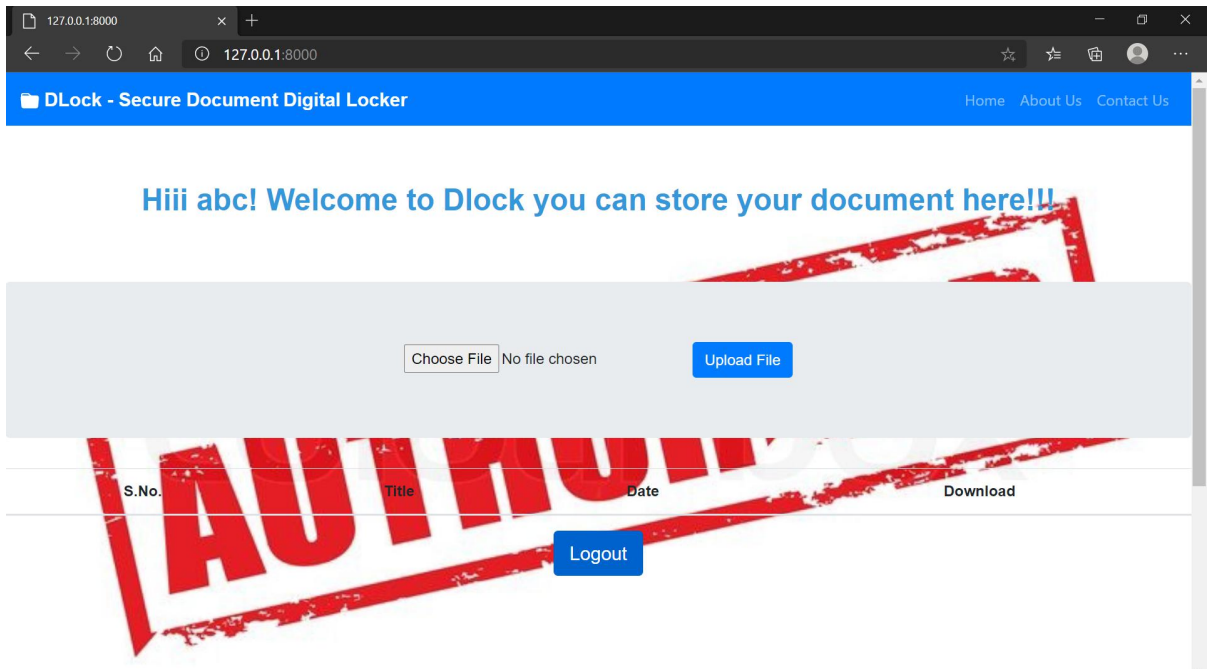 127.0.0.1:8000
127.0.0.1:8000
DLock - Secure Document Digital Locker
Home About Us Contact Us
Hiii abc! Welcome to Dlock you can store your document here!!!
Choose File No file chosen Upload File
S.No. Title Date Download
Logout